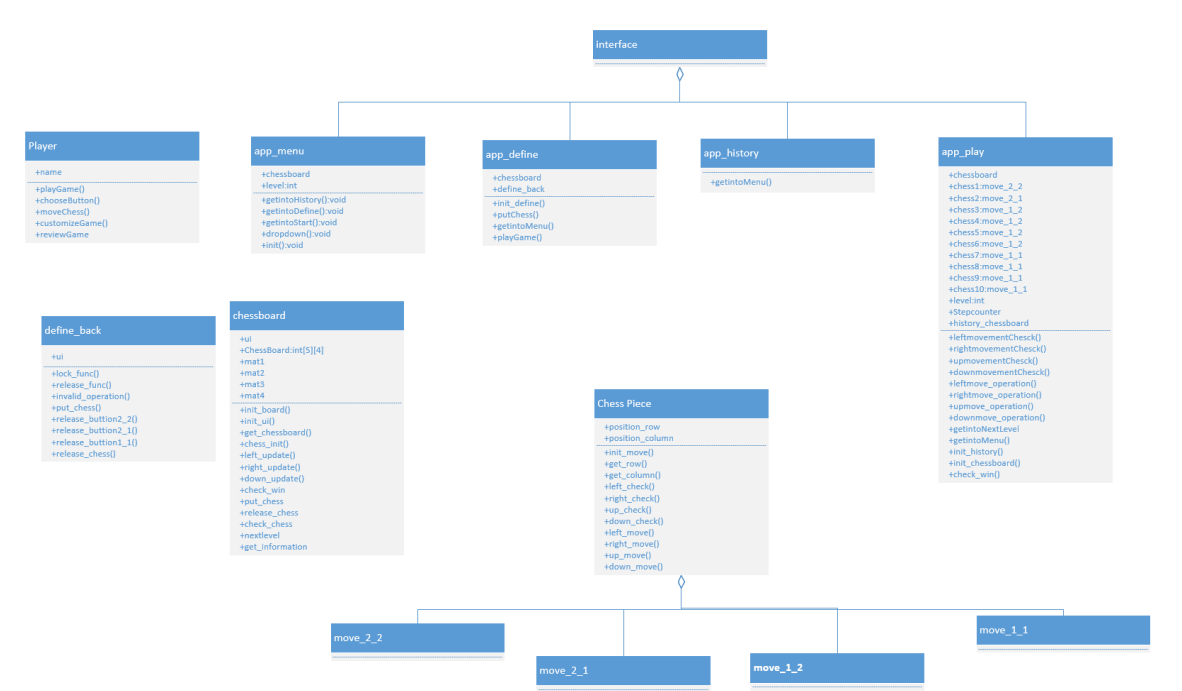 interface
Player
+name
+playGame()
+chooseButton()
+moveChess()
+customizeGame()
+reviewGame
app_menu
+chessboard
+level:int
+getintoHistory():void
+getintoDefine():void
+getintoStart():void
+dropdown():void
+init():void
app_define
+chessboard
+define_back
+init_define()
+putChess()
+getintoMenu()
+playGame()
app_history
+getintoMenu()
app_play
+chessboard
+chess1:move_2_2
+chess2:move_2_1
+chess3:move_1_2
+chess4:move_1_2
+chess5:move_1_2
+chess6:move_1_2
+chess7:move_1_1
+chess8:move_1_1
+chess9:move_1_1
+chess10:move_1_1
+level:int
+Stepcounter
+history_chessboard
+leftmovementChesck()
+rightmovementChesck()
+upmovementChesck()
+downmovementChesck()
+leftmove_operation()
+rightmove_operation()
+upmove_operation()
+downmove_operation()
+getintoNextLevel
+getintoMenu()
+init_history()
+init_chessboard()
+check_win()
define_back
+ui
+lock_func()
+release_func()
+invalid_operation()
+put_chess()
+release_buttion2_2()
+release_button2_1()
+release_button1_1()
+release_chess()
chessboard
+ui
+ChessBoard:int[5][4]
+mat1
+mat2
+mat3
+mat4
+init_board()
+init_ui()
+get_chessboard()
+chess_init()
+left_update()
+right_update()
+down_update()
+check_win
+put_chess
+release_chess
+check_chess
+nextlevel
+get_information
Chess Piece
+position_row
+position_column
+init_move()
+get_row()
+get_column()
+left_check()
+right_check()
+up_check()
+down_check()
+left_move()
+right_move()
+up_move()
+down_move()
move_2_2
move_2_1
move_1_2
move_1_1